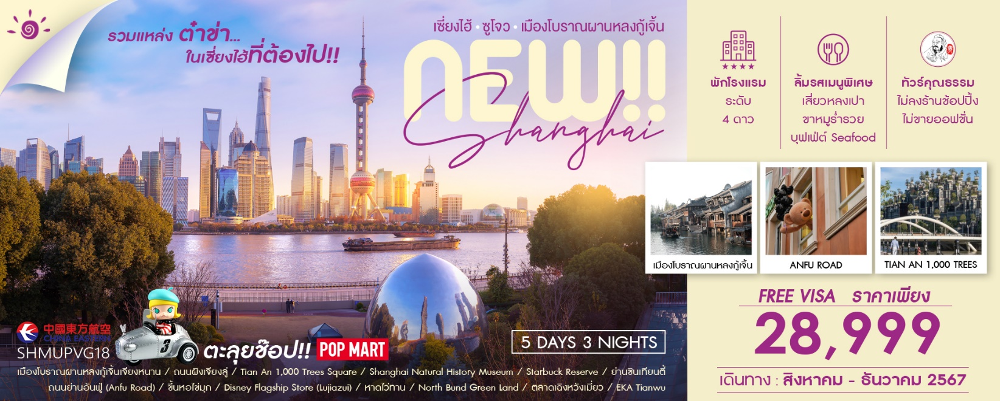 รวมแหล่ง ต๋าข่า...
ในเซี่ยงไฮ้ที่ต้องไป!!
เซี่ยงไฮ้ • ซูโจว • เมืองโบราณผานหลงกู้เจิ้น
NEW!!
Shanghai
พักโรงแรม
ระดับ
4 ดาว
ลิ้มรสเมนูพิเศษ
เสี่ยวหลงเปา
ขาหมูร่ำรวย
บุฟเฟ่ต์ Seafood
ทัวร์คุณธรรม
ไม่ลงร้านช้อปปิ้ง
ไม่ขายออฟชั่น
เมืองโบราณผานหลงกู้เจิ้น
ANFU ROAD
TIAN AN 1,000 TREES
FREE VISA ราคาเพียง
28,999
เดินทาง : สิงหาคม - ธันวาคม 2567
中國東方航空
CHINA EASTERN
SHMUPVG18
3
ตะลุยช๊อป!! POP MART
5 DAYS 3 NIGHTS
เมืองโบราณผานหลงกู้เจิ้นเจียงหนาน / ถนนผิงเจียงลู่ / Tian An 1,000 Trees Square / Shanghai Natural History Museum / Starbuck Reserve / ย่านซินเทียนตี้
ถนนย่านอันฟู่ (Anfu Road) / ขึ้นหอไข่มุก / Disney Flagship Store (Lujiazui) / หาดไว่ทาน / North Bund Green Land / ตลาดเฉิงหวังเมี่ยว / EKA Tianwu